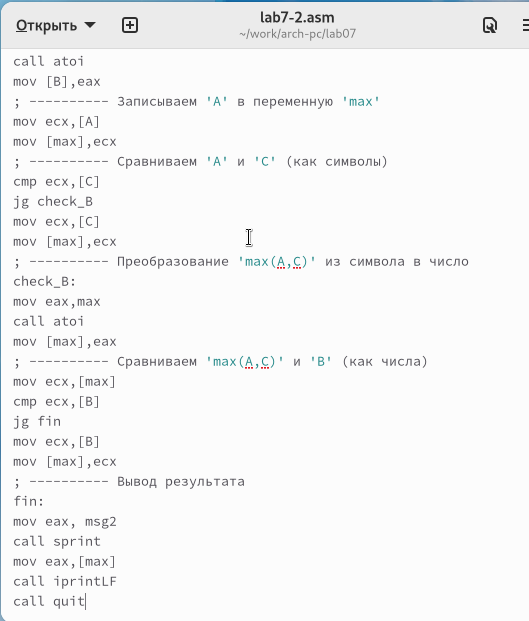 Открыть
lab7-2.asm
~/work/arch-pc/lab07
call atoi
mov [B],eax
; ---------- Записываем 'A' в переменную 'max'
mov ecx,[A]
mov [max],ecx
; ---------- Сравниваем 'A' и 'C' (как символы)
cmp ecx,[C]
jg check_B
mov ecx,[C]
mov [max],ecx
; ---------- Преобразование 'max(A,C)' из символа в число
check_B:
mov eax,max
call atoi
mov [max],eax
; ---------- Сравниваем 'max(A,C)' и 'B' (как числа)
mov ecx,[max]
cmp ecx,[B]
jg fin
mov ecx,[B]
mov [max],ecx
; ---------- Вывод результата
fin:
mov eax, msg2
call sprint
mov eax,[max]
call iprintLF
call quit